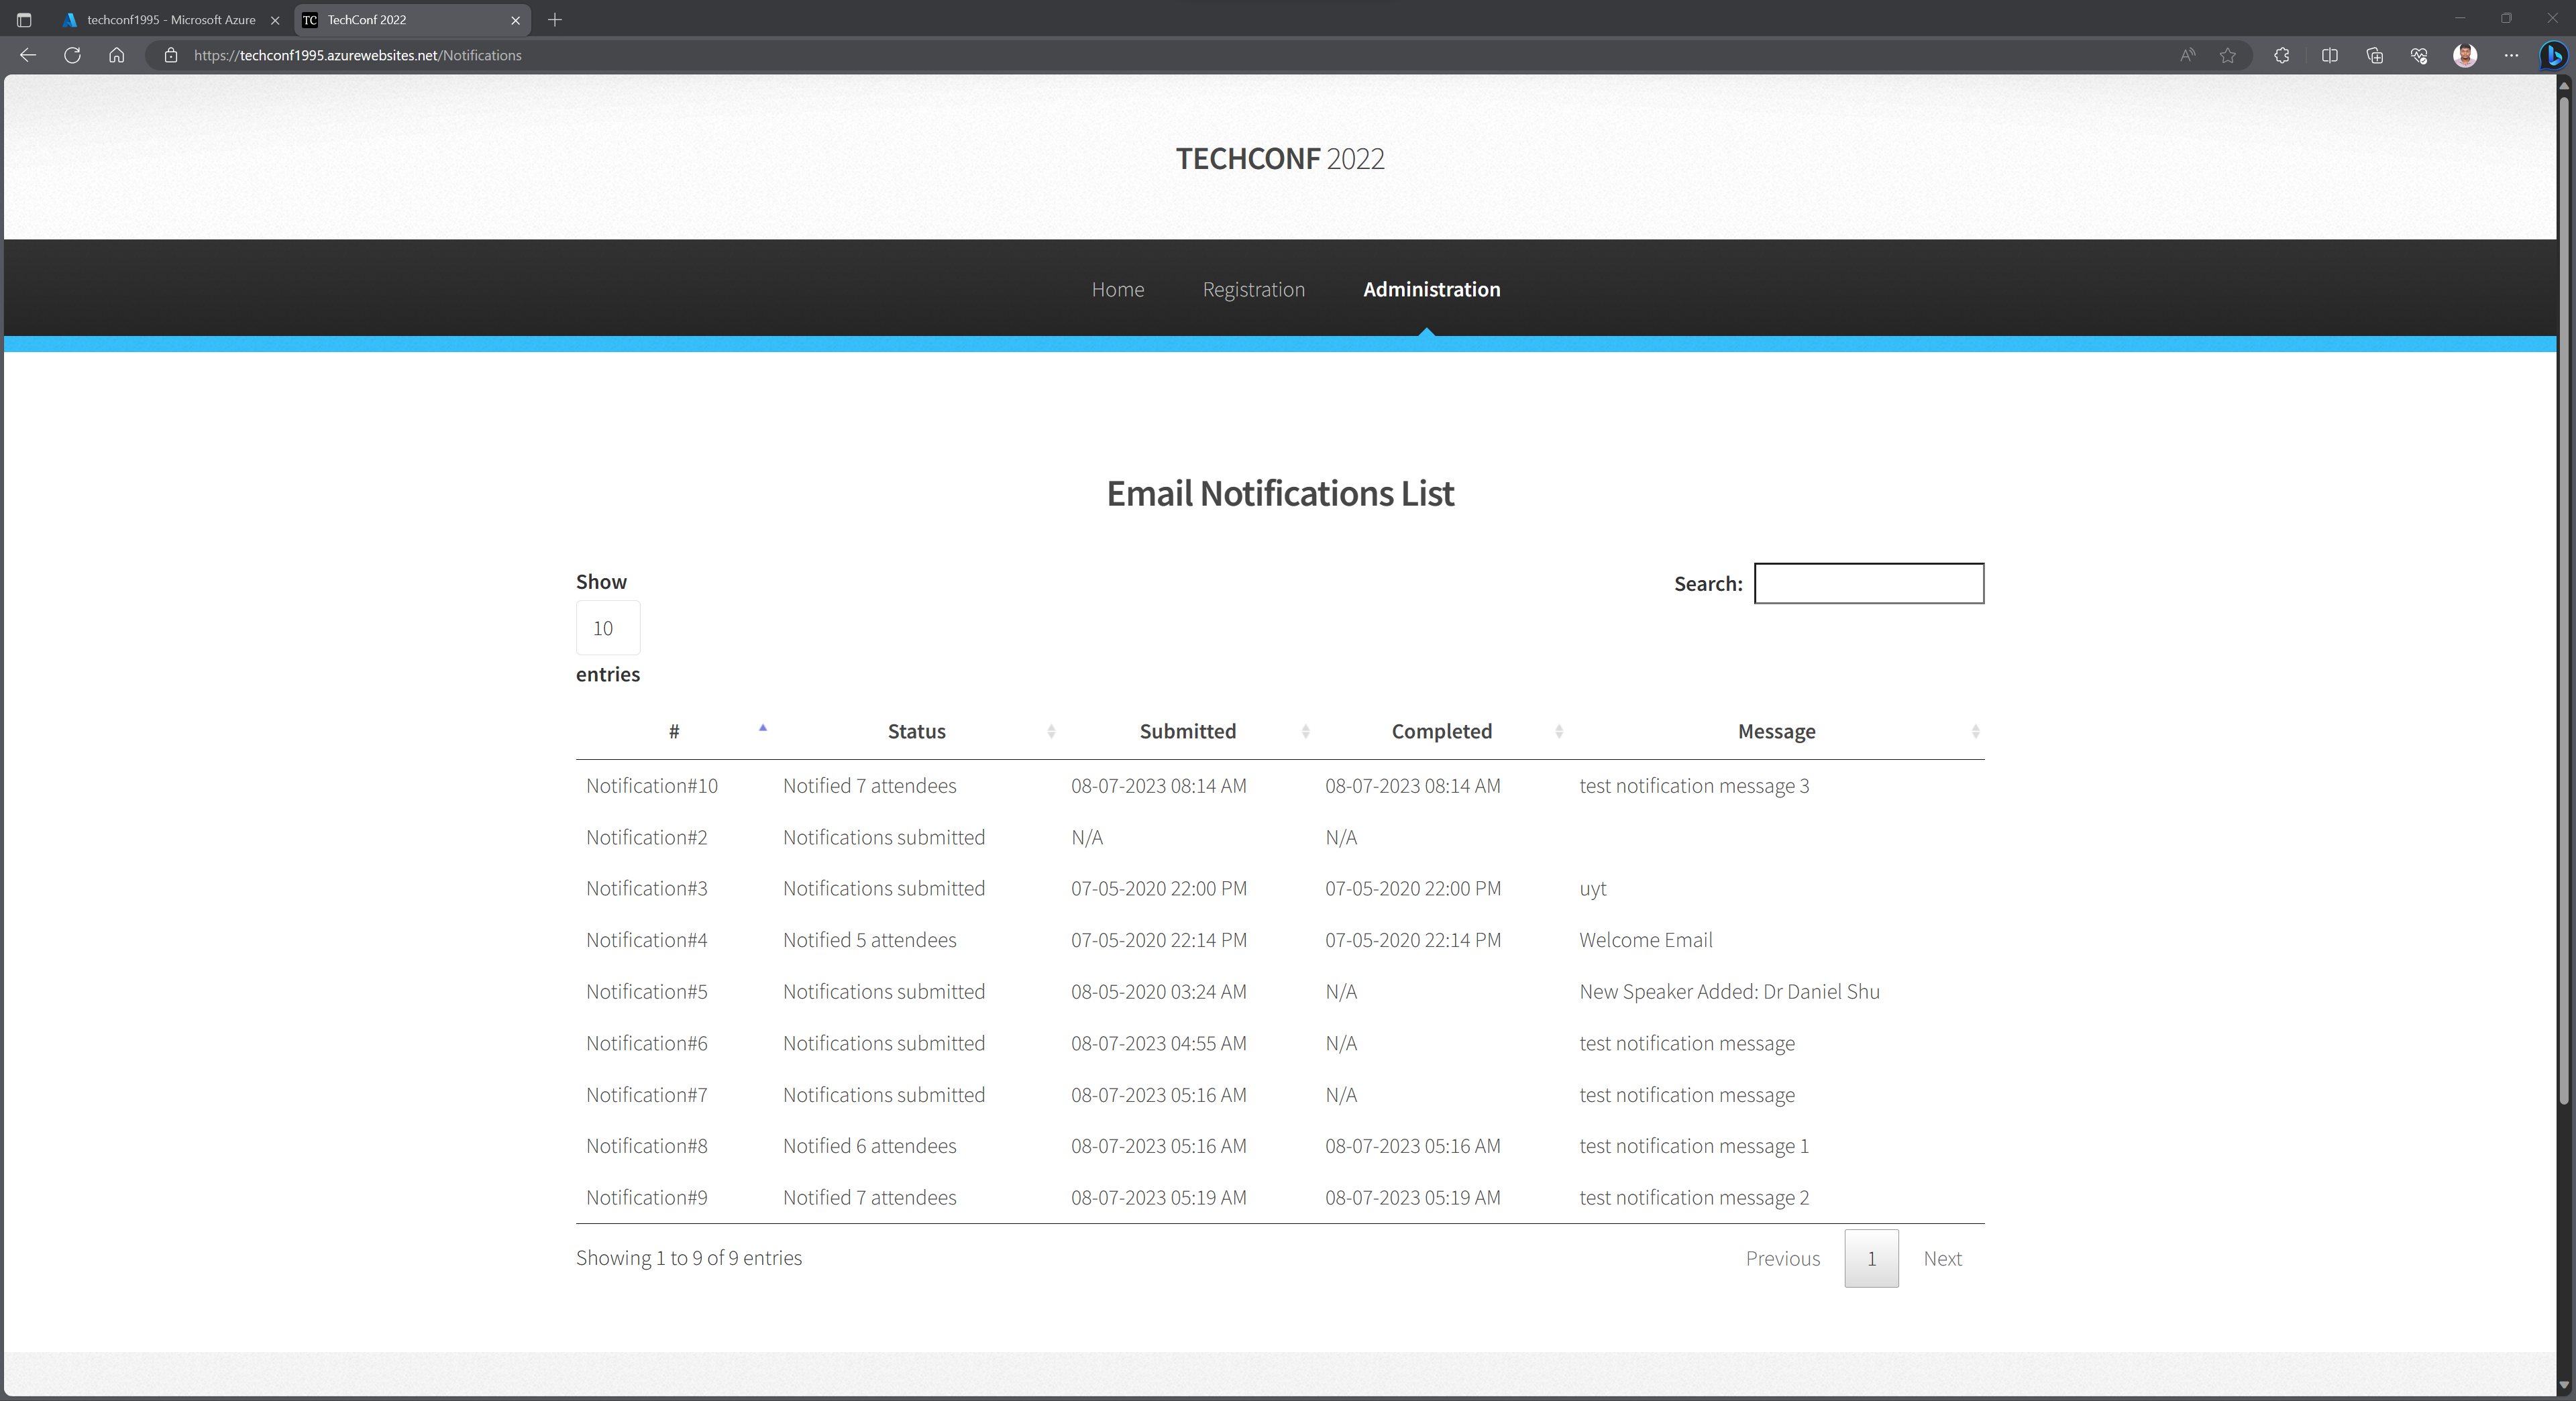 techconf1995 - Microsoft Azure
TC TechConf 2022
https://techconf1995.azurewebsites.net/Notifications
TECHCONF 2022
Home Registration Administration
Email Notifications List
Show
10
entries
Search:
# Status Submitted Completed Message
Notification#10 Notified 7 attendees 08-07-2023 08:14 AM 08-07-2023 08:14 AM test notification message 3
Notification#2 Notifications submitted N/A N/A
Notification#3 Notifications submitted 07-05-2020 22:00 PM 07-05-2020 22:00 PM uyt
Notification#4 Notified 5 attendees 07-05-2020 22:14 PM 07-05-2020 22:14 PM Welcome Email
Notification#5 Notifications submitted 08-05-2020 03:24 AM N/A New Speaker Added: Dr Daniel Shu
Notification#6 Notifications submitted 08-07-2023 04:55 AM N/A test notification message
Notification#7 Notifications submitted 08-07-2023 05:16 AM N/A test notification message
Notification#8 Notified 6 attendees 08-07-2023 05:16 AM 08-07-2023 05:16 AM test notification message 1
Notification#9 Notified 7 attendees 08-07-2023 05:19 AM 08-07-2023 05:19 AM test notification message 2
Showing 1 to 9 of 9 entries
Previous 1 Next